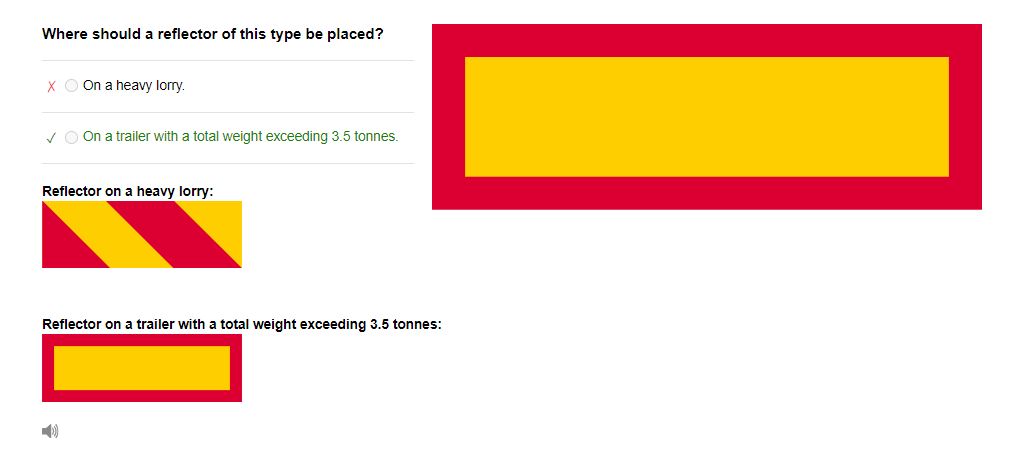 Where should a reflector of this type be placed?
On a heavy lorry.
On a trailer with a total weight exceeding 3.5 tonnes.
Reflector on a heavy lorry:
Reflector on a trailer with a total weight exceeding 3.5 tonnes: